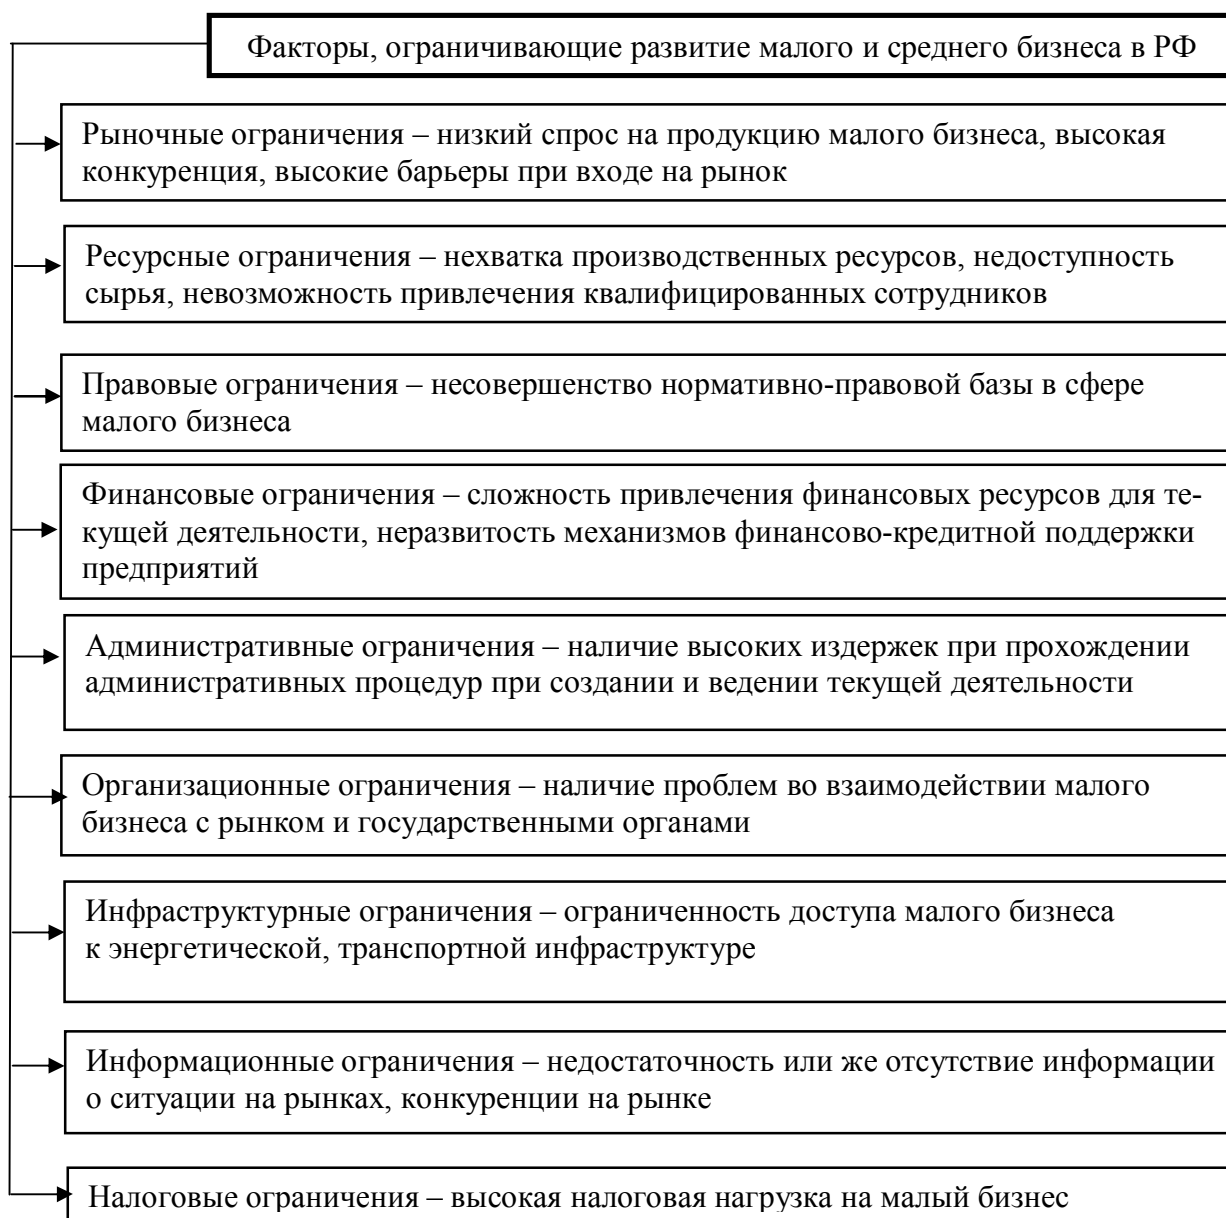 Факторы, ограничивающие развитие малого и среднего бизнеса в РФ
Рыночные ограничения – низкий спрос на продукцию малого бизнеса, высокая
конкуренция, высокие барьеры при входе на рынок
Ресурсные ограничения – нехватка производственных ресурсов, недоступность
сырья, невозможность привлечения квалифицированных сотрудников
Правовые ограничения – несовершенство нормативно-правовой базы в сфере
малого бизнеса
Финансовые ограничения – сложность привлечения финансовых ресурсов для те-
кущей деятельности, неразвитость механизмов финансово-кредитной поддержки
предприятий
Административные ограничения – наличие высоких издержек при прохождении
административных процедур при создании и ведении текущей деятельности
Организационные ограничения – наличие проблем во взаимодействии малого
бизнеса с рынком и государственными органами
Инфраструктурные ограничения – ограниченность доступа малого бизнеса
к энергетической, транспортной инфраструктуре
Информационные ограничения – недостаточность или же отсутствие информации
о ситуации на рынках, конкуренции на рынке
Налоговые ограничения – высокая налоговая нагрузка на малый бизнес